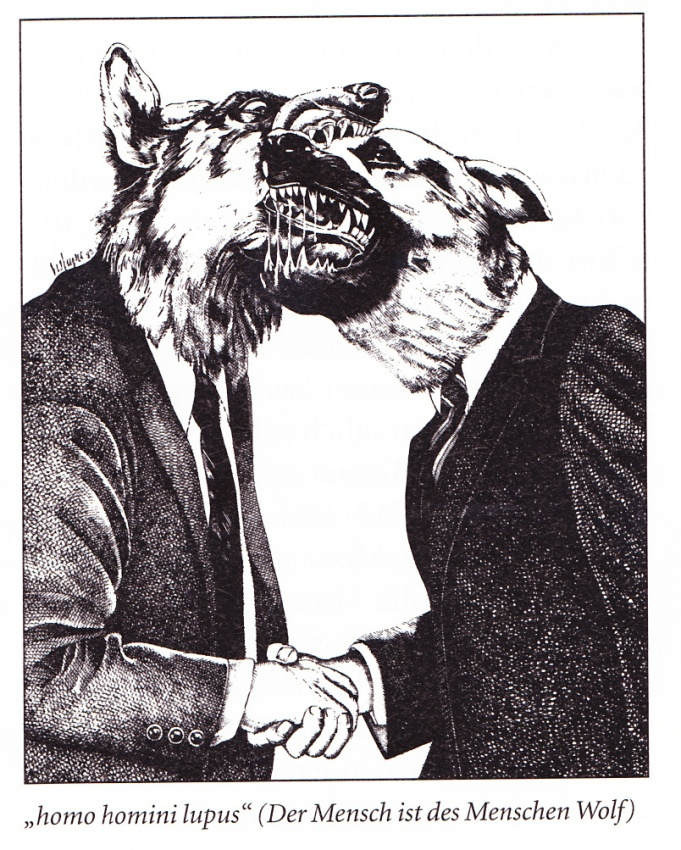 „homo homini lupus“ (Der Mensch ist des Menschen Wolf)